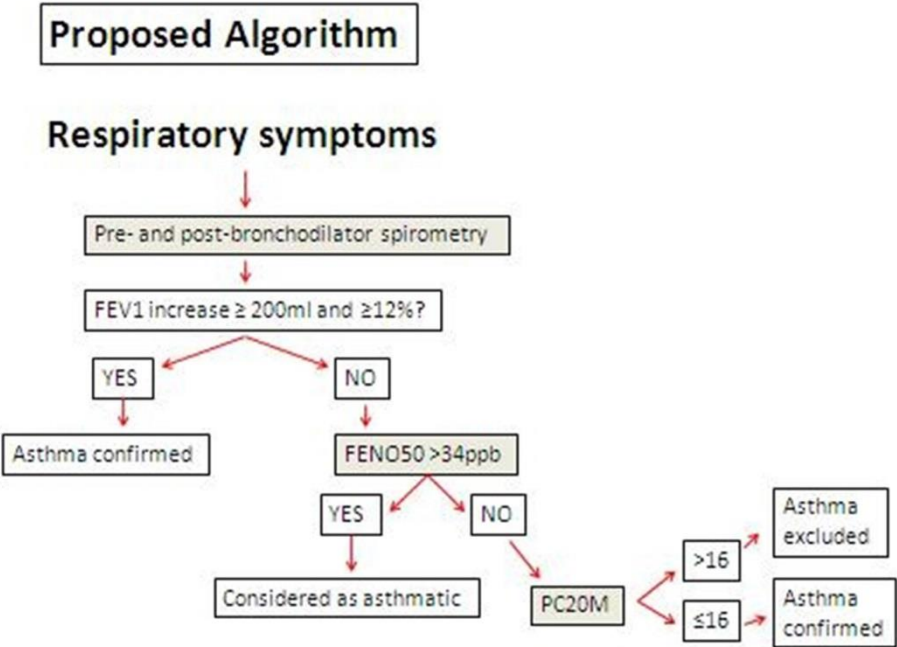 Proposed Algorithm
Respiratory symptoms
Pre- and post-bronchodilator spirometry
FEV1 increase ≥ 200ml and ≥12%?
YES
NO
Asthma confirmed
FENO50 >34ppb
YES
NO
Considered as asthmatic
PC20M
>16
Asthma
excluded
≤16
Asthma
confirmed